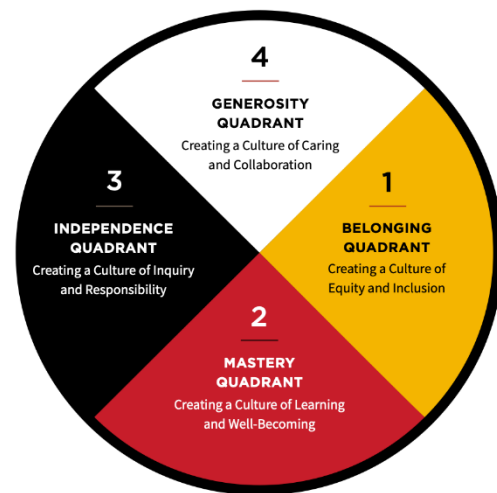 4
GENEROSITY
QUADRANT
Creating a Culture of Caring
and Collaboration
3
INDEPENDENCE
QUADRANT
Creating a Culture of Inquiry
and Responsibility
1
BELONGING
QUADRANT
Creating a Culture of
Equity and Inclusion
2
MASTERY
QUADRANT
Creating a Culture of Learning
and Well-Becoming